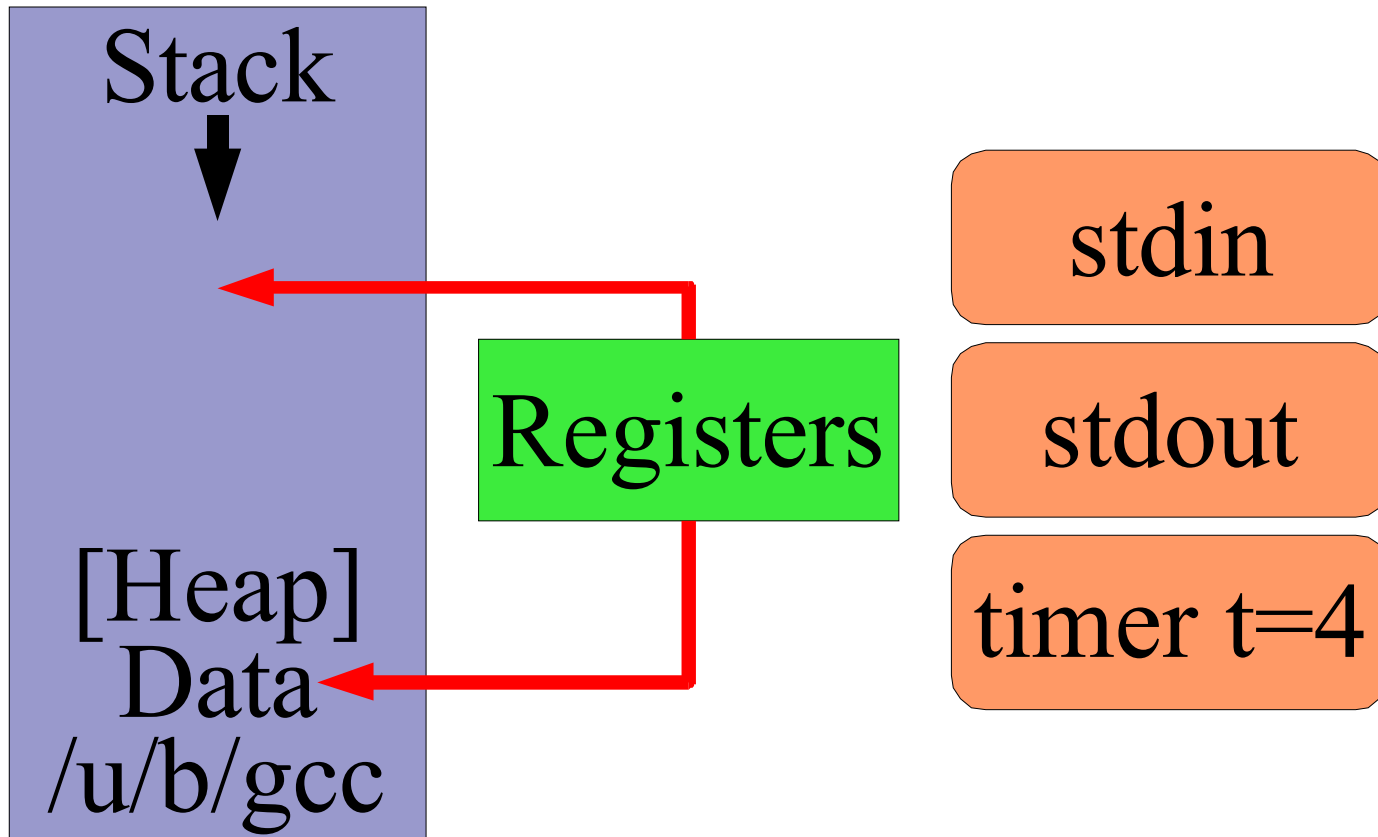 Stack
[Heap]
Data
/u/b/gcc
Registers
stdin
stdout
timer t=4